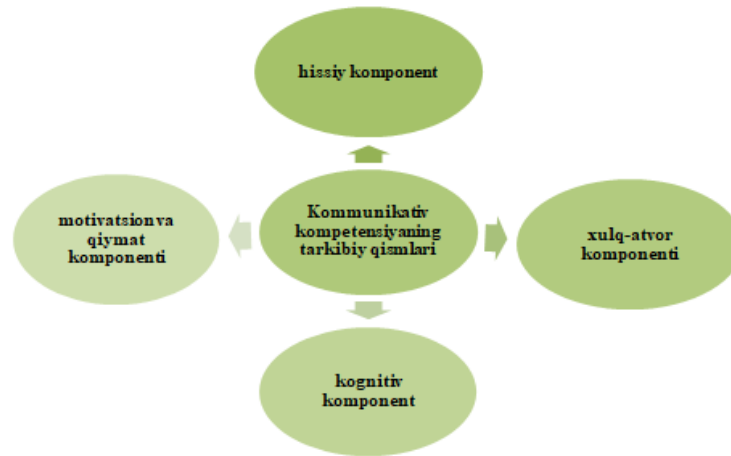 hissiy komponent
motivatsion va
qiymat
komponenti
Kommunikativ
kompetensiyaning
tarkibiy qismlari
xulq-atvor
komponenti
kognitiv
komponent